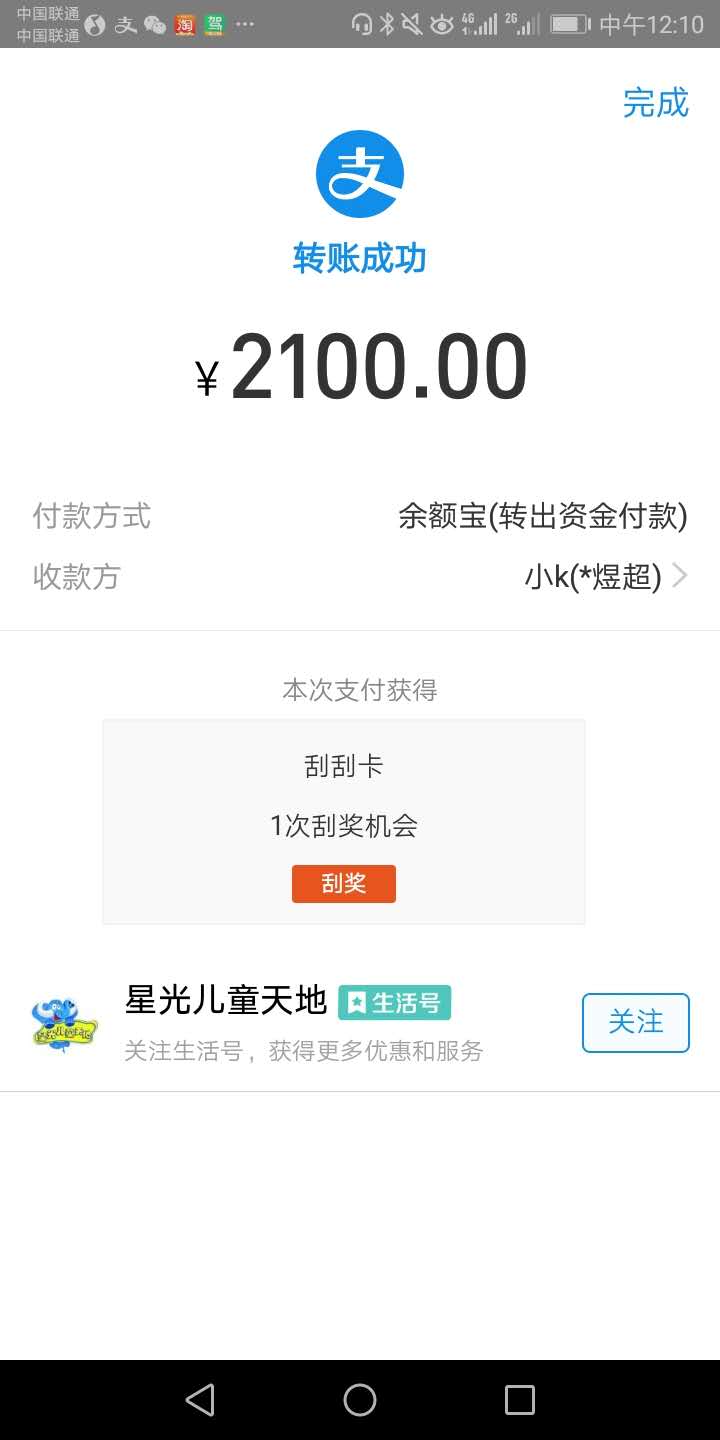 中国联通
中国联通
4G
2G
中午12:10
完成
支
转账成功
¥2100.00
付款方式 余额宝(转出资金付款)
收款方 小k(*煜超)
本次支付获得
刮刮卡
1次刮奖机会
刮奖
星光儿童天地 生活号
关注生活号，获得更多优惠和服务
关注